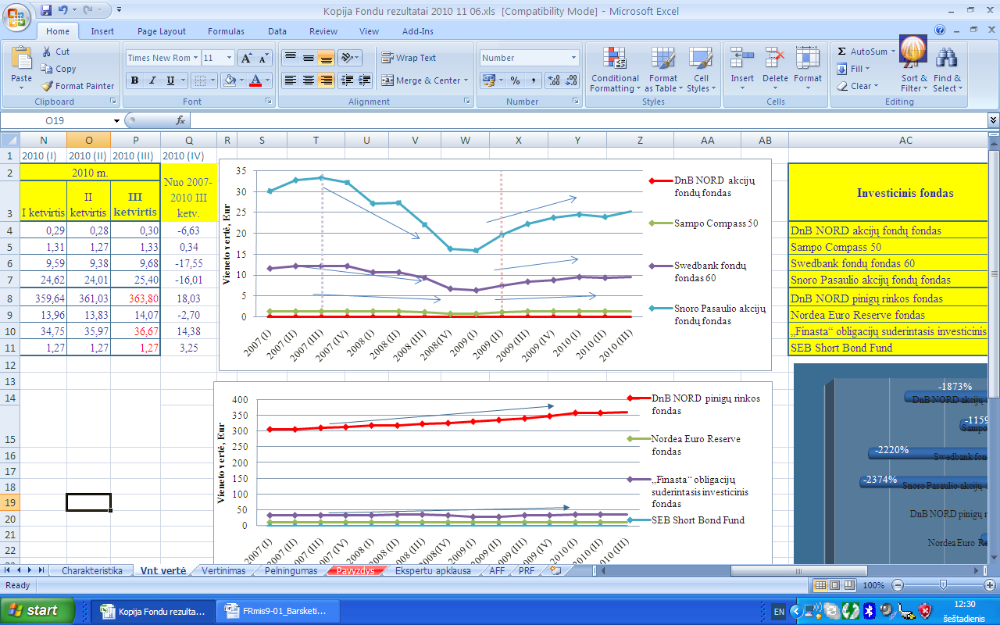 Kopija Fondu rezultatai 2010 11 06.xls [Compatibility Mode] - Microsoft Excel
Home Insert Page Layout Formulas Data Review View Add-Ins
Paste Cut Copy Format Painter
Times New Rom 11 Wrap Text Merge & Center
Number
Conditional Formatting Format as Table Cell Styles
Insert Delete Format
Σ AutoSum Fill Clear Sort & Filter Find & Select
Clipboard Font Alignment Number Styles Cells Editing
O19 fx
N O P Q R S T U V W X Y Z AA AB AC
1 2010 (I) 2010 (II) 2010 (III) 2010 (IV)
2 2010 m. Nuo 2007-2010 III ketv.
3 I ketvirtis II ketvirtis III ketvirtis Investicinis fondas
4 0,29 0,28 0,30 -6,63 DnB NORD akcijų fondų fondas
5 1,31 1,27 1,33 0,34 Sampo Compass 50
6 9,59 9,38 9,68 -17,55 Swedbank fondų fondas 60
7 24,62 24,01 25,40 -16,01 Snoro Pasaulio akcijų fondų fondas
8 359,64 361,03 363,80 18,03 DnB NORD pinigų rinkos fondas
9 13,96 13,83 14,07 -2,70 Nordea Euro Reserve fondas
10 34,75 35,97 36,67 14,38 „Finasta“ obligacijų suderintasis investicinis
11 1,27 1,27 1,27 3,25 SEB Short Bond Fund
12
13
14
15
16
17
18
19
20
21
22
Vieneto vertė, Eur
35
30
25
20
15
10
5
0
2007 (I) 2007 (II) 2007 (III) 2007 (IV) 2008 (I) 2008 (II) 2008 (III) 2008(IV) 2009 (I) 2009 (II) 2009 (III) 2009 (IV) 2010 (I) 2010 (II) 2010 (III)
DnB NORD akcijų
fondų fondas
Sampo Compass 50
Swedbank fondų
fondas 60
Snoro Pasaulio akcijų
fondų fondas
Vieneto vertė, Eur
400
350
300
250
200
150
100
50
0
2007 (I) 2007 (II) 2007 (III) 2007 (IV) 2008 (I) 2008 (II) 2008 (III) 2008 (IV) 2009 (I) 2009 (II) 2009 (III) 2009 (IV) 2010 (I) 2010 (II) 2010 (III)
DnB NORD pinigų rinkos
fondas
Nordea Euro Reserve
fondas
„Finasta“ obligacijų
suderintasis investicinis
fondas
SEB Short Bond Fund
-1873%
DnB NORD akcijų
-1159
Sampo
-2220%
Swedbank fon
-2374%
Snoro Pasaulio akcijų
DnB NORD pinigų r
Nordea Euro Re
Charakteristika Vnt vertė Vertinimas Pelningumas Pavyzdys Ekspertu apklausa AFF PRF
Ready 100%
start Kopija Fondu rezulta... FRmis9-01_Barsketi... EN 12:30
šeštadienis